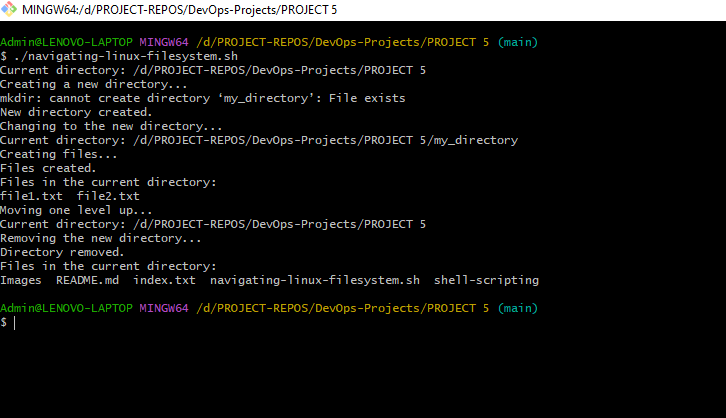 MINGW64:/d/PROJECT-REPOS/DevOps-Projects/PROJECT 5
Admin@LENOVO-LAPTOP MINGW64 /d/PROJECT-REPOS/DevOps-Projects/PROJECT 5 (main)
$ ./navigating-linux-filesystem.sh
Current directory: /d/PROJECT-REPOS/DevOps-Projects/PROJECT 5
Creating a new directory...
mkdir: cannot create directory ‘my_directory’: File exists
New directory created.
Changing to the new directory...
Current directory: /d/PROJECT-REPOS/DevOps-Projects/PROJECT 5/my_directory
Creating files...
Files created.
Files in the current directory:
file1.txt  file2.txt
Moving one level up...
Current directory: /d/PROJECT-REPOS/DevOps-Projects/PROJECT 5
Removing the new directory...
Directory removed.
Files in the current directory:
Images  README.md  index.txt  navigating-linux-filesystem.sh  shell-scripting
Admin@LENOVO-LAPTOP MINGW64 /d/PROJECT-REPOS/DevOps-Projects/PROJECT 5 (main)
$